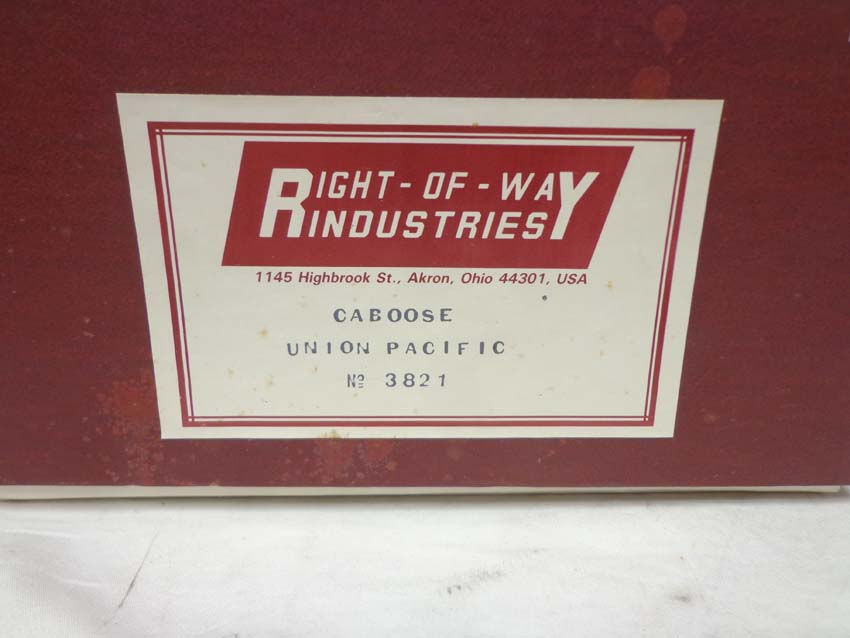 RIGHT-OF-WAY
INDUSTRIES
1145 Highbrook St., Akron, Ohio 44301, USA
CABOOSE
UNION PACIFIC
Nº 3821